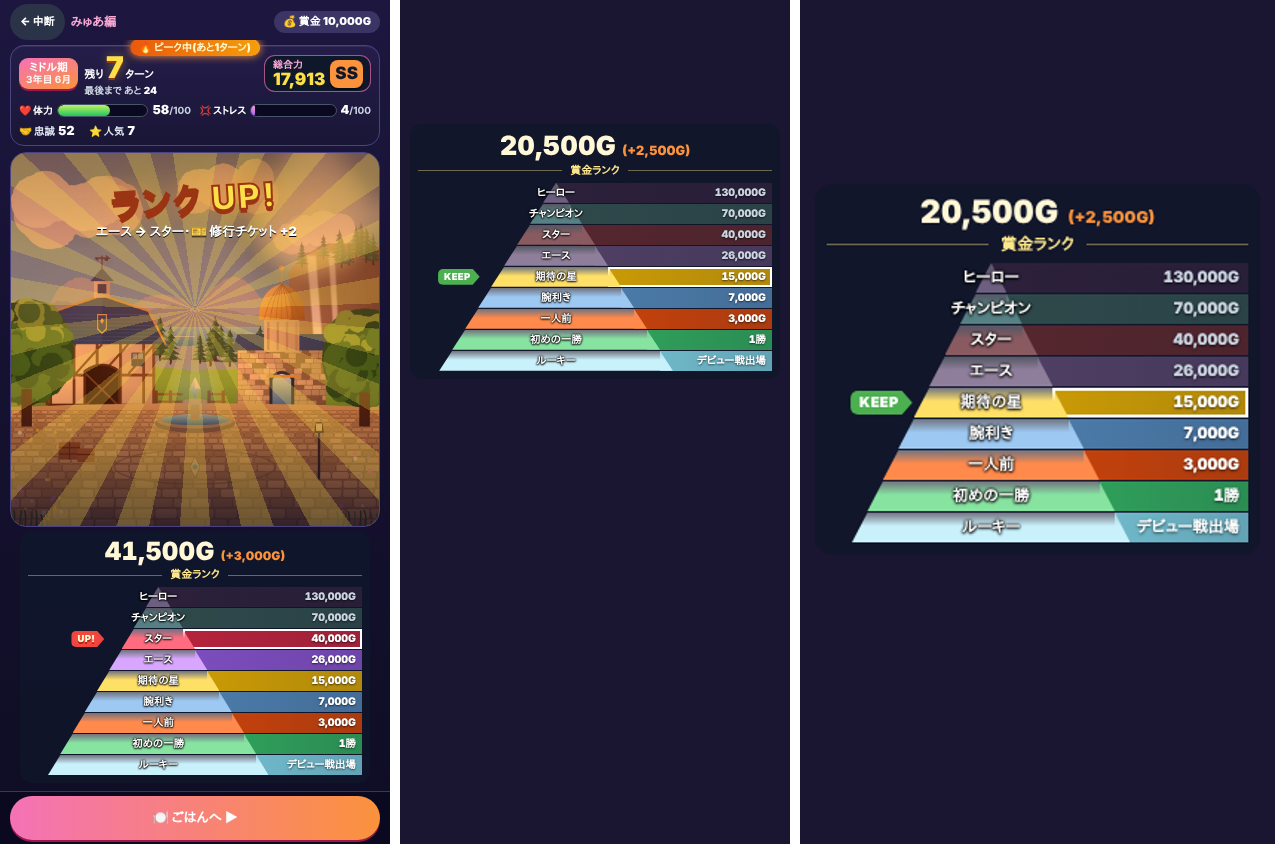 ← 中断 みゅあ編 💰 賞金 10,000G
🔥 ピーク中(あと1ターン)
ミドル期
3年目 6月
残り 7 ターン
最後まで あと 24
総合力
17,913 SS
❤️ 体力 58/100 💢 ストレス 4/100
🤝 忠誠 52 ⭐ 人気 7
ランク UP!
エース → スター・🎫 修行チケット +2
41,500G (+3,000G)
賞金ランク
ヒーロー 130,000G
チャンピオン 70,000G
UP! スター 40,000G
エース 26,000G
期待の星 15,000G
腕利き 7,000G
一人前 3,000G
初めの一勝 1勝
ルーキー デビュー戦出場
🍽️ ごはんへ ▶
20,500G (+2,500G)
賞金ランク
ヒーロー 130,000G
チャンピオン 70,000G
スター 40,000G
エース 26,000G
KEEP 期待の星 15,000G
腕利き 7,000G
一人前 3,000G
初めの一勝 1勝
ルーキー デビュー戦出場
20,500G (+2,500G)
賞金ランク
ヒーロー 130,000G
チャンピオン 70,000G
スター 40,000G
エース 26,000G
KEEP 期待の星 15,000G
腕利き 7,000G
一人前 3,000G
初めの一勝 1勝
ルーキー デビュー戦出場